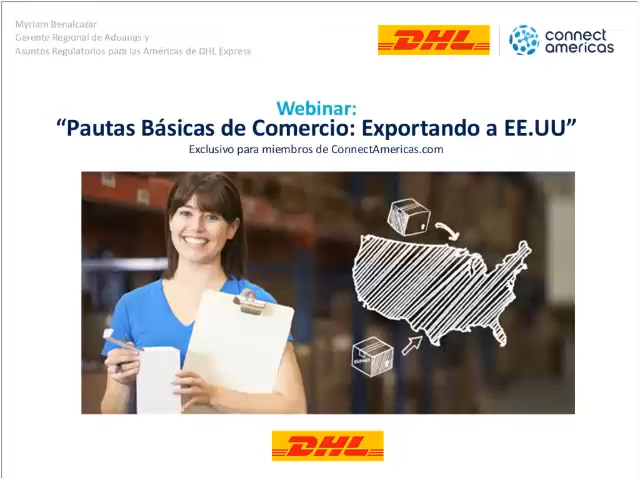 Myriam Benalcazar
Gerente Regional de Aduanas y
Asuntos Regulatorios para las Américas de DHL Express
DHL
connect
americas
Webinar:
“Pautas Básicas de Comercio: Exportando a EE.UU”
Exclusivo para miembros de ConnectAmericas.com
DHL